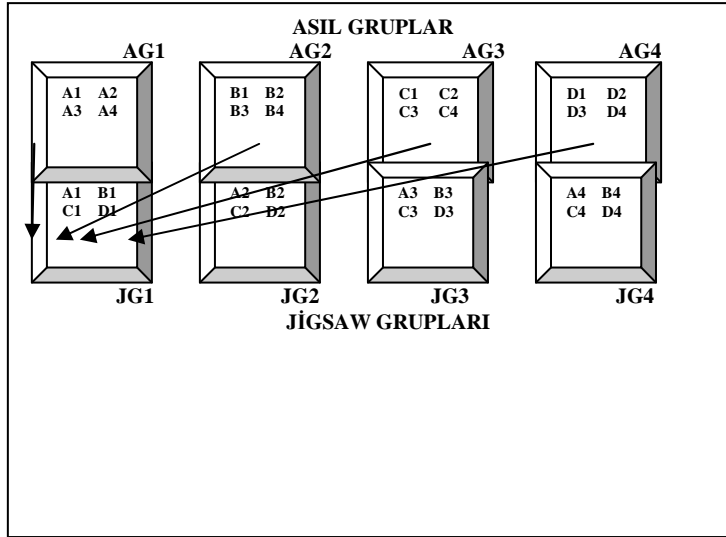 ASIL GRUPLAR
AG1 AG2 AG3 AG4
A1 A2 B1 B2 C1 C2 D1 D2
A3 A4 B3 B4 C3 C4 D3 D4
A1 B1 A2 B2 A3 B3 A4 B4
C1 D1 C2 D2 C3 D3 C4 D4
JG1 JG2 JG3 JG4
JİGSAW GRUPLARI